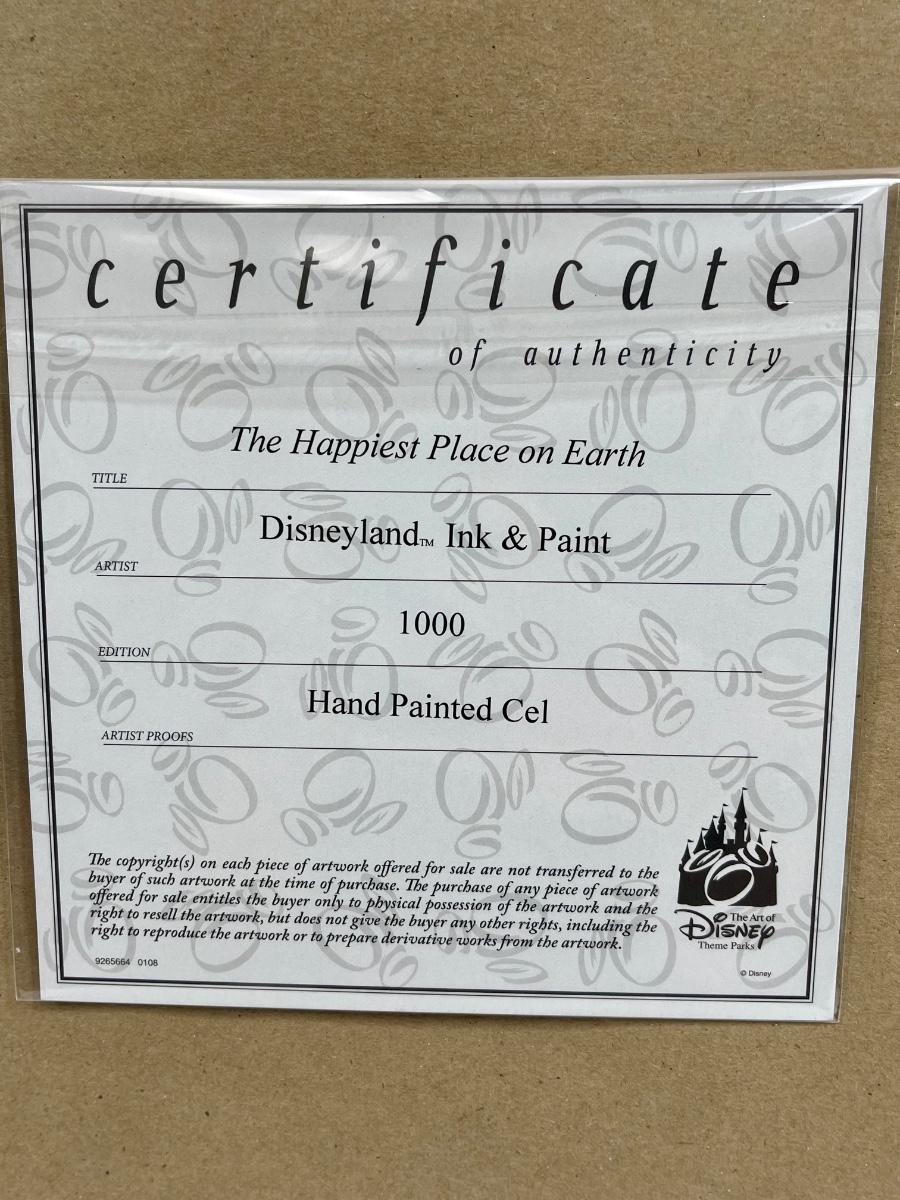 certificate
of authenticity
The Happiest Place on Earth
TITLE
Disneyland™ Ink & Paint
ARTIST
1000
EDITION
Hand Painted Cel
ARTIST PROOFS
The copyright(s) on each piece of artwork offered for sale are not transferred to the
buyer of such artwork at the time of purchase. The purchase of any piece of artwork
offered for sale entitles the buyer only to physical possession of the artwork and the
right to resell the artwork, but does not give the buyer any other rights, including the
right to reproduce the artwork or to prepare derivative works from the artwork.
The Art of
Disney
Theme Parks
9265664 0108
© Disney